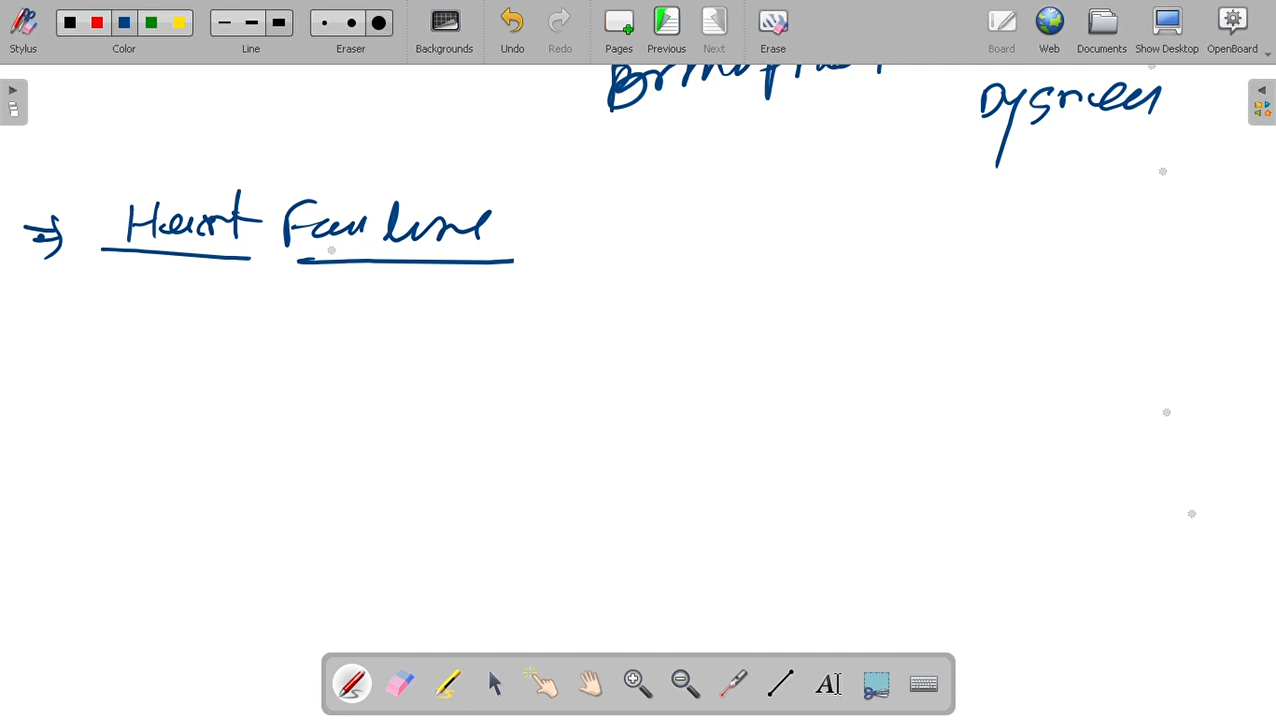 Stylus
Color
Line
Eraser
Backgrounds
Undo
Redo
Pages
Previous
Next
Erase
Board
Web
Documents
Show Desktop
OpenBoard
⇒ Heart Failure